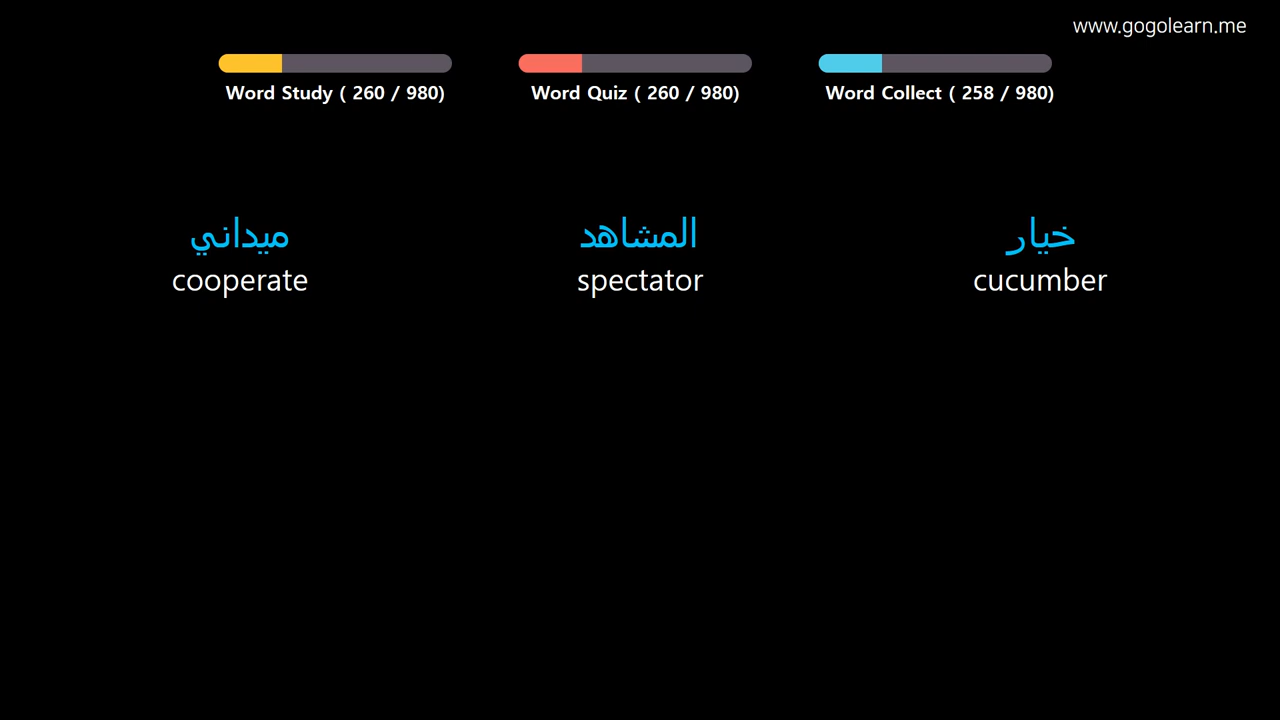 www.gogolearn.me
Word Study ( 260 / 980)
Word Quiz ( 260 / 980)
Word Collect ( 258 / 980)
ميداني
cooperate
المشاهد
spectator
خيار
cucumber